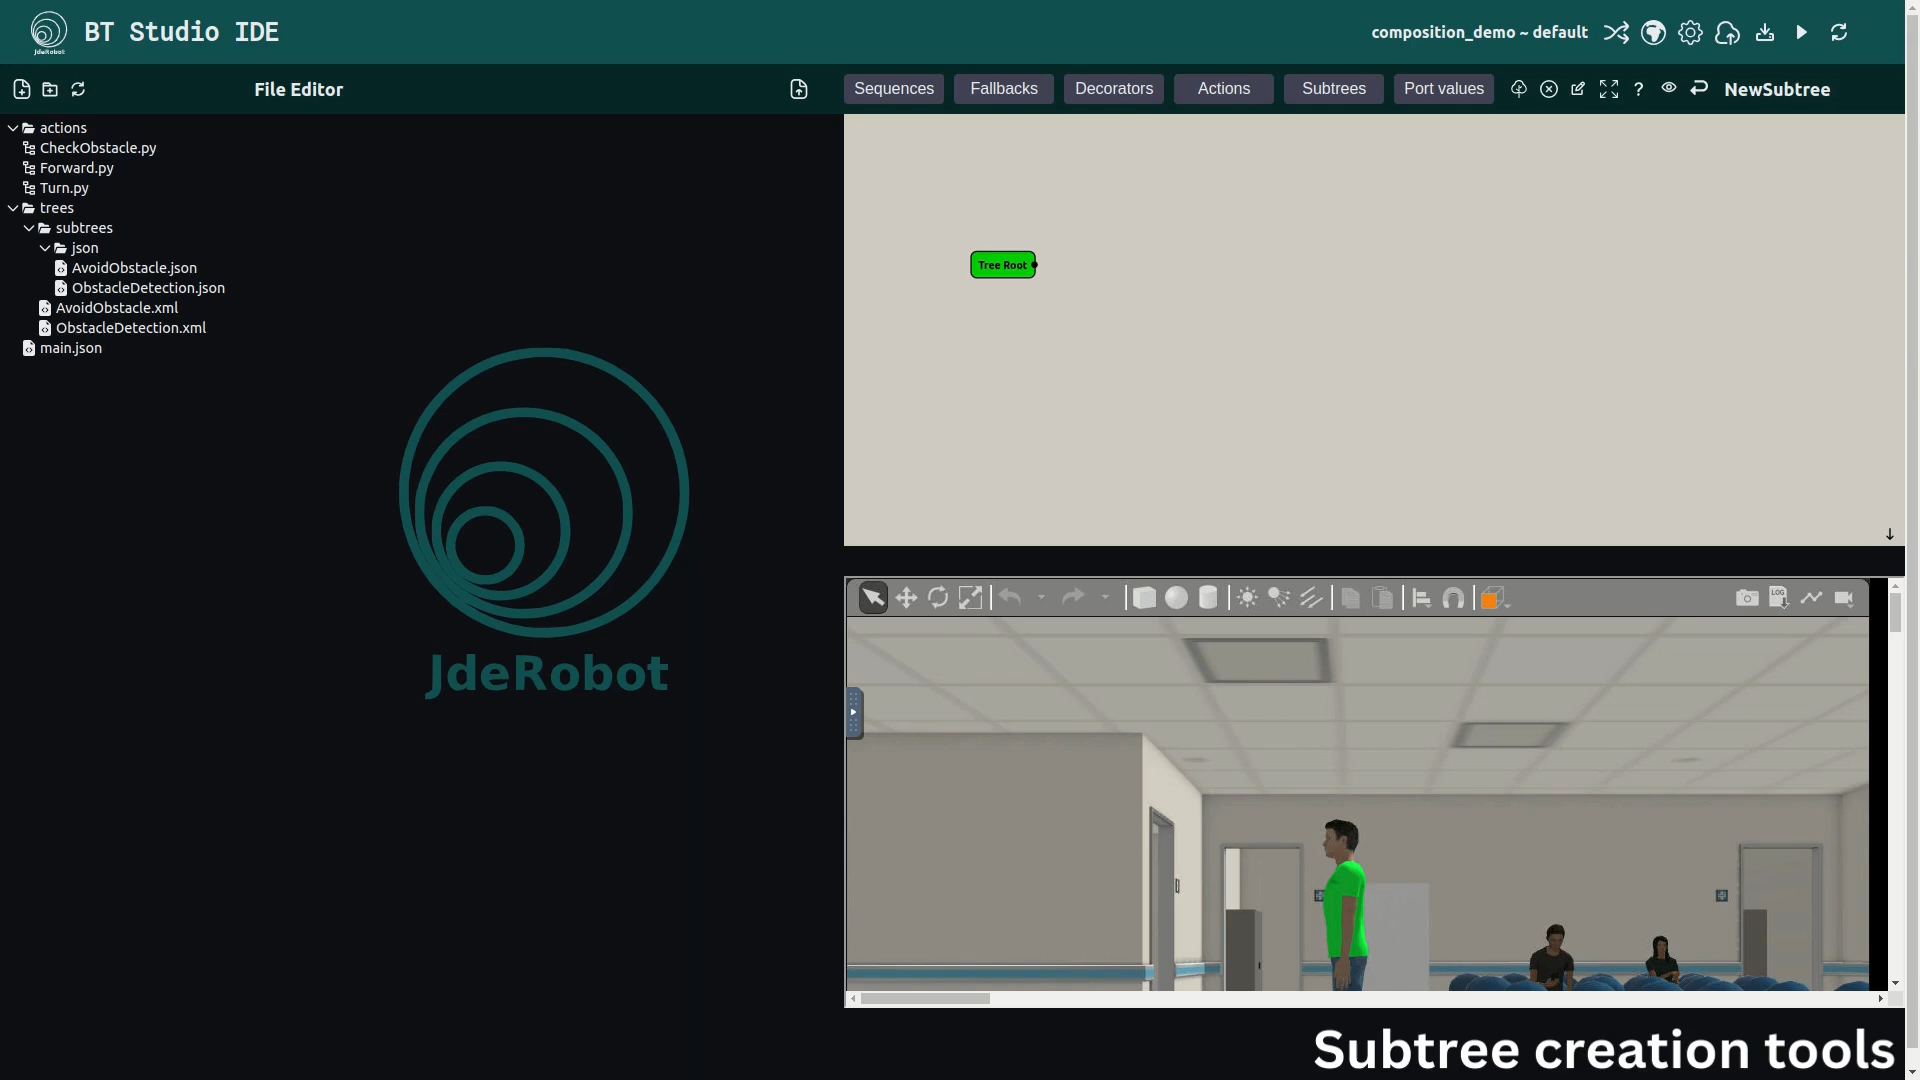 BT Studio IDE
JdeRobot
composition_demo ~ default
File Editor
Sequences
Fallbacks
Decorators
Actions
Subtrees
Port values
?
NewSubtree
actions
CheckObstacle.py
Forward.py
Turn.py
trees
subtrees
json
AvoidObstacle.json
ObstacleDetection.json
AvoidObstacle.xml
ObstacleDetection.xml
main.json
JdeRobot
Tree Root
LOG
Subtree creation tools